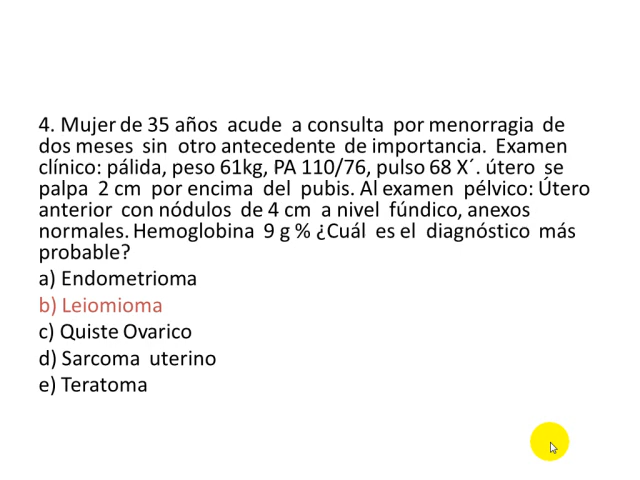 4. Mujer de 35 años acude a consulta por menorragia de
dos meses sin otro antecedente de importancia. Examen
clínico: pálida, peso 61kg, PA 110/76, pulso 68 X´. útero se
palpa 2 cm por encima del pubis. Al examen pélvico: Útero
anterior con nódulos de 4 cm a nivel fúndico, anexos
normales. Hemoglobina 9 g % ¿Cuál es el diagnóstico más
probable?
a) Endometrioma
b) Leiomioma
c) Quiste Ovarico
d) Sarcoma uterino
e) Teratoma